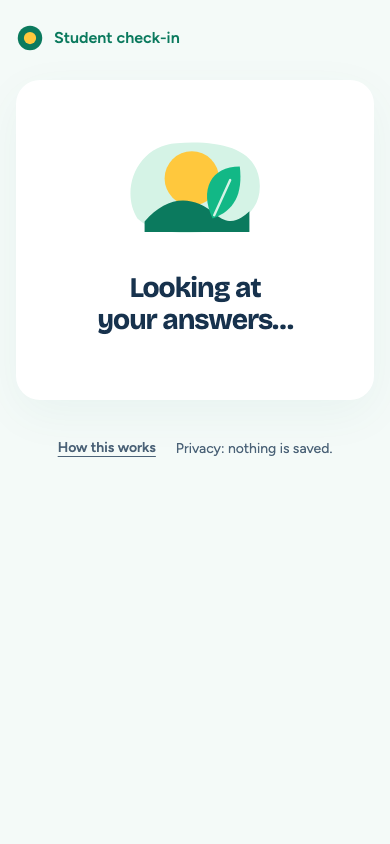 Student check-in
Looking at
your answers...
How this works
Privacy: nothing is saved.